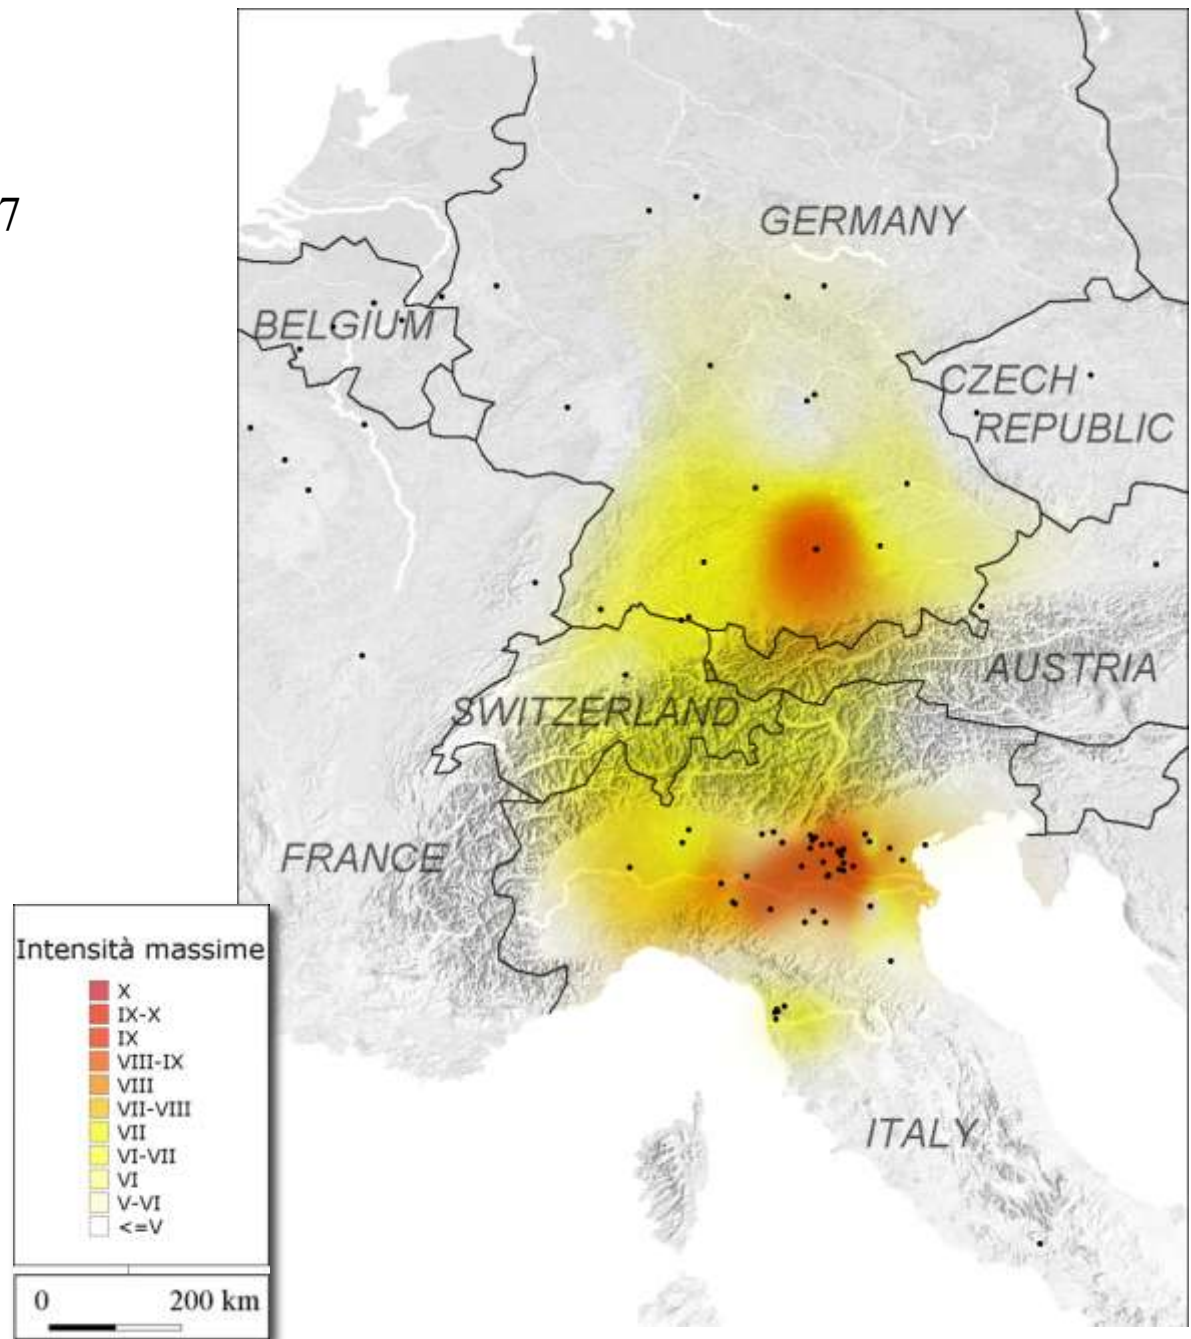 7
GERMANY
BELGIUM
CZECH
REPUBLIC
AUSTRIA
SWITZERLAND
FRANCE
ITALY
Intensità massime
X
IX-X
IX
VIII-IX
VIII
VII-VIII
VII
VI-VII
VI
V-VI
<=V
0 200 km